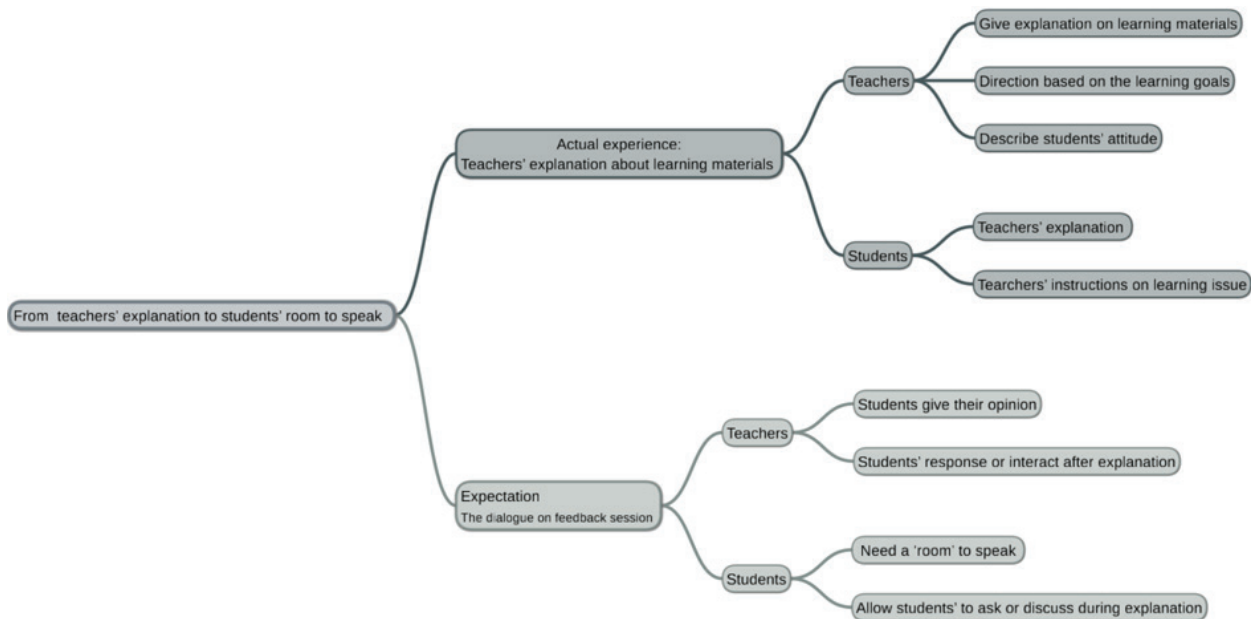 Give explanation on learning materials
Teachers
Direction based on the learning goals
Describe students' attitude
Actual experience:
Teachers' explanation about learning materials
Teachers' explanation
Students
Tearchers' instructions on learning issue
From teachers' explanation to students' room to speak
Students give their opinion
Teachers
Students' response or interact after explanation
Expectation
The dialogue on feedback session
Need a 'room' to speak
Students
Allow students' to ask or discuss during explanation